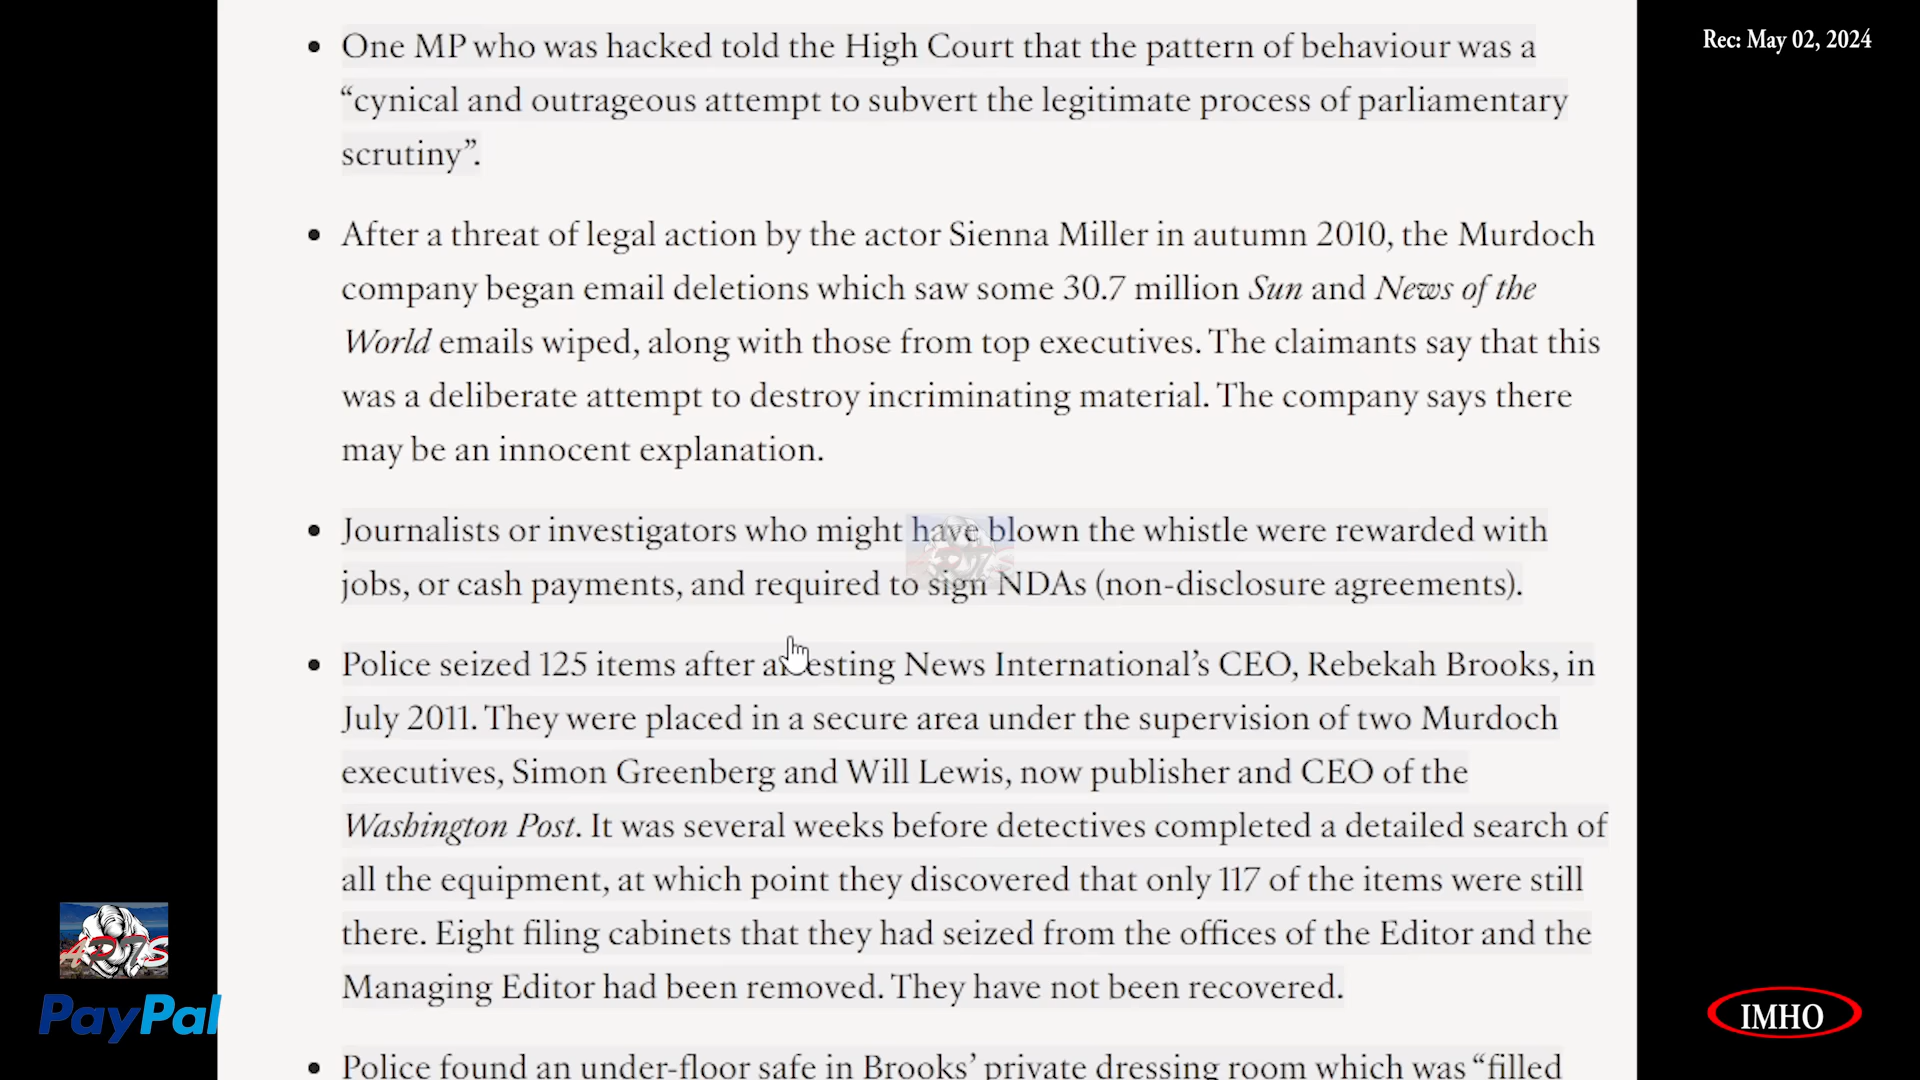 Rec: May 02, 2024
One MP who was hacked told the High Court that the pattern of behaviour was a
“cynical and outrageous attempt to subvert the legitimate process of parliamentary
scrutiny”.
After a threat of legal action by the actor Sienna Miller in autumn 2010, the Murdoch
company began email deletions which saw some 30.7 million Sun and News of the
World emails wiped, along with those from top executives. The claimants say that this
was a deliberate attempt to destroy incriminating material. The company says there
may be an innocent explanation.
Journalists or investigators who might have blown the whistle were rewarded with
jobs, or cash payments, and required to sign NDAs (non-disclosure agreements).
Police seized 125 items after arresting News International’s CEO, Rebekah Brooks, in
July 2011. They were placed in a secure area under the supervision of two Murdoch
executives, Simon Greenberg and Will Lewis, now publisher and CEO of the
Washington Post. It was several weeks before detectives completed a detailed search of
all the equipment, at which point they discovered that only 117 of the items were still
there. Eight filing cabinets that they had seized from the offices of the Editor and the
Managing Editor had been removed. They have not been recovered.
Police found an under-floor safe in Brooks’ private dressing room which was “filled
PayPal
IMHO